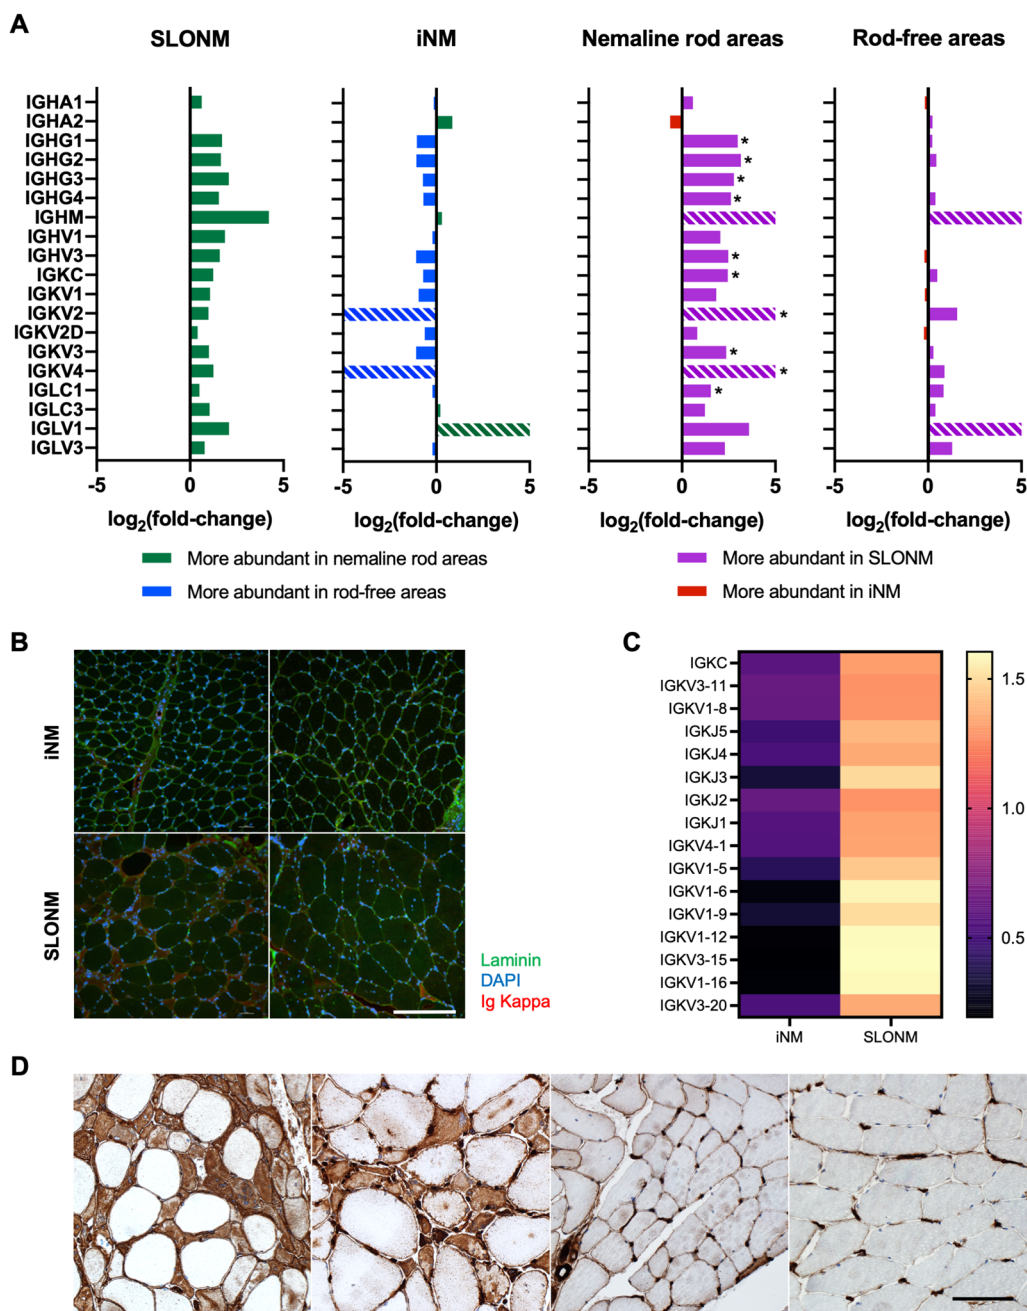 A
SLONM
iNM
Nemaline rod areas
Rod-free areas
IGHA1
IGHA2
IGHG1
IGHG2
IGHG3
IGHG4
IGHM
IGHV1
IGHV3
IGKC
IGKV1
IGKV2
IGKV2D
IGKV3
IGKV4
IGLC1
IGLC3
IGLV1
IGLV3
*
*
*
*
*
*
*
*
*
*
-5 0 5 -5 0 5 -5 0 5 -5 0 5
log2(fold-change) log2(fold-change) log2(fold-change) log2(fold-change)
More abundant in nemaline rod areas
More abundant in rod-free areas
More abundant in SLONM
More abundant in iNM
B
iNM
SLONM
Laminin
DAPI
Ig Kappa
C
IGKC
IGKV3-11
IGKV1-8
IGKJ5
IGKJ4
IGKJ3
IGKJ2
IGKJ1
IGKV4-1
IGKV1-5
IGKV1-6
IGKV1-9
IGKV1-12
IGKV3-15
IGKV1-16
IGKV3-20
iNM SLONM
1.5
1.0
0.5
D